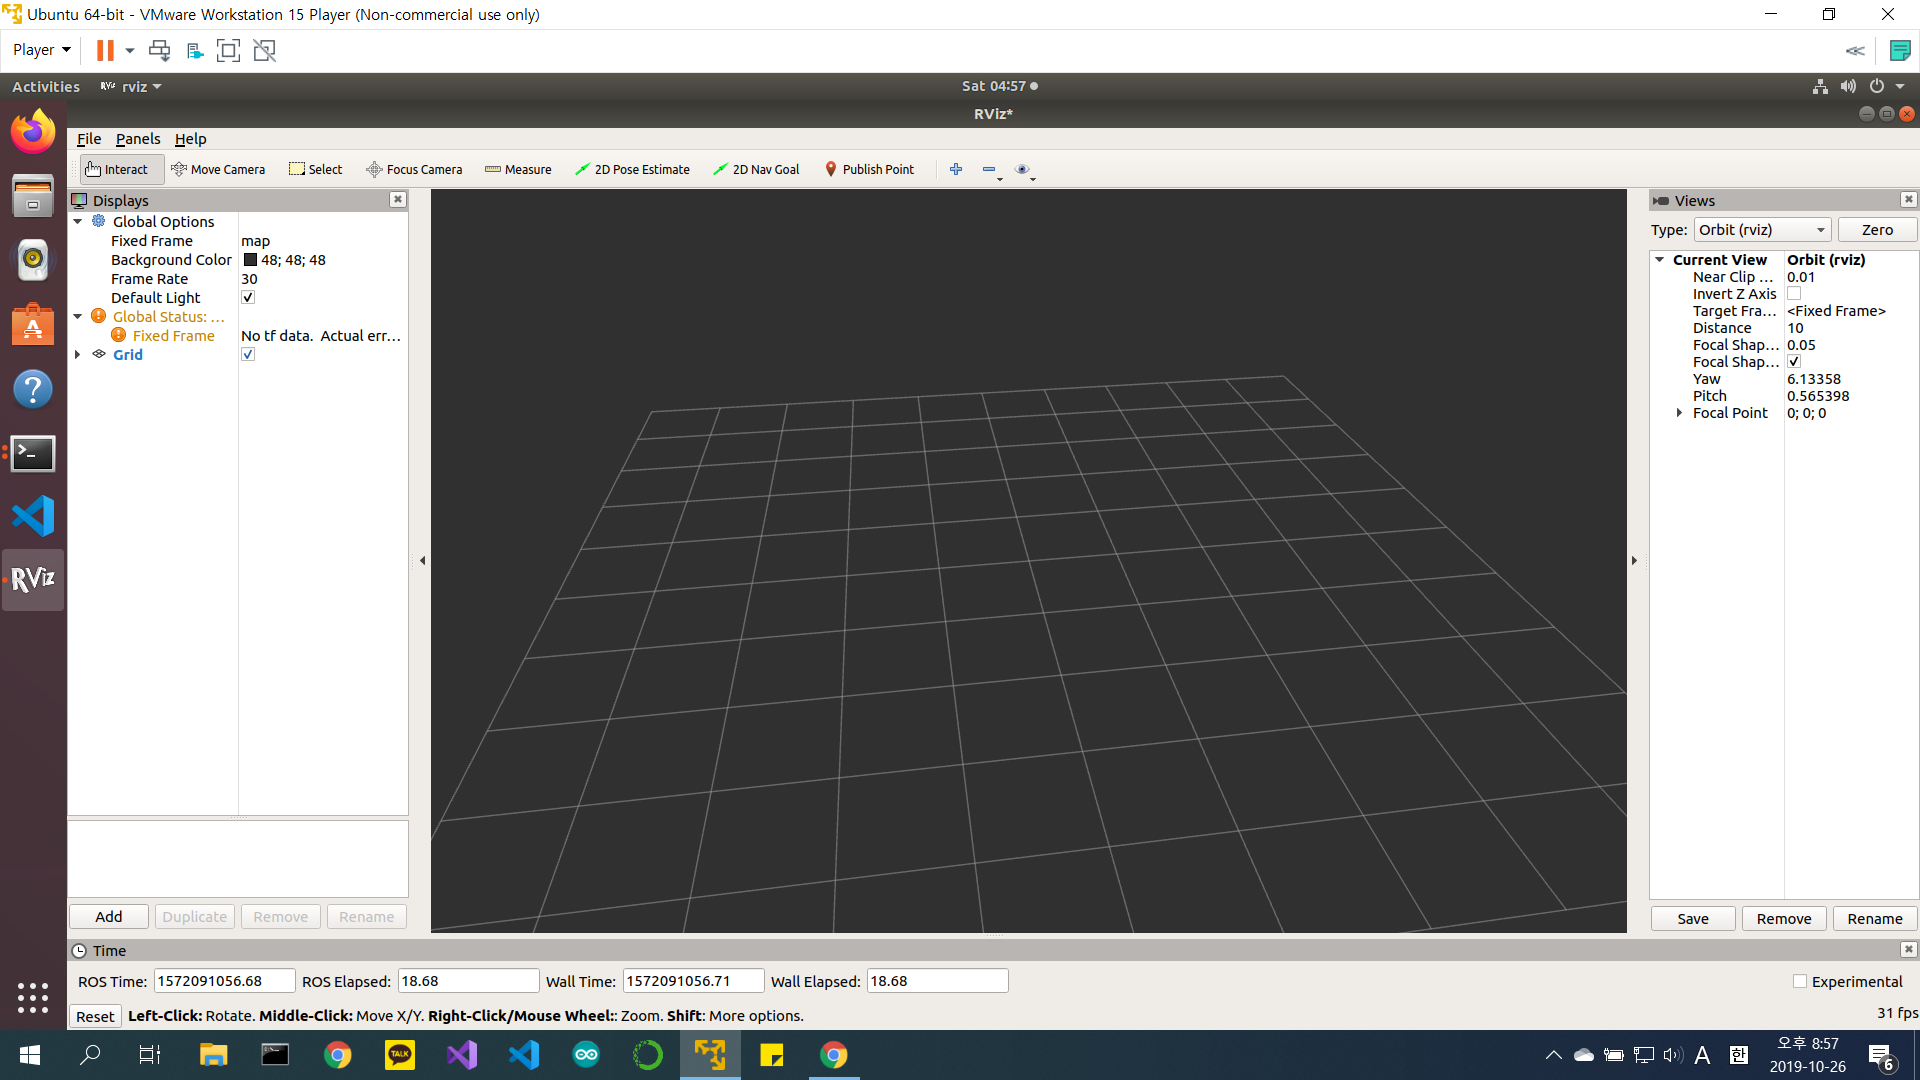 Ubuntu 64-bit - VMware Workstation 15 Player (Non-commercial use only)
Player
Activities
RViz
rviz
Sat 04:57
RViz*
File Panels Help
Interact Move Camera Select Focus Camera Measure 2D Pose Estimate 2D Nav Goal Publish Point
Displays
Global Options
Fixed Frame map
Background Color 48; 48; 48
Frame Rate 30
Default Light
Global Status: ...
Fixed Frame No tf data.  Actual err...
Grid
Add Duplicate Remove Rename
Views
Type: Orbit (rviz) Zero
Current View Orbit (rviz)
Near Clip ... 0.01
Invert Z Axis
Target Fra... <Fixed Frame>
Distance 10
Focal Shap... 0.05
Focal Shap...
Yaw 6.13358
Pitch 0.565398
Focal Point 0; 0; 0
Save Remove Rename
RViz
Time
ROS Time: 1572091056.68 ROS Elapsed: 18.68 Wall Time: 1572091056.71 Wall Elapsed: 18.68 Experimental
Reset Left-Click: Rotate. Middle-Click: Move X/Y. Right-Click/Mouse Wheel:: Zoom. Shift: More options. 31 fps
TALK
A 한
오후 8:57
2019-10-26
6